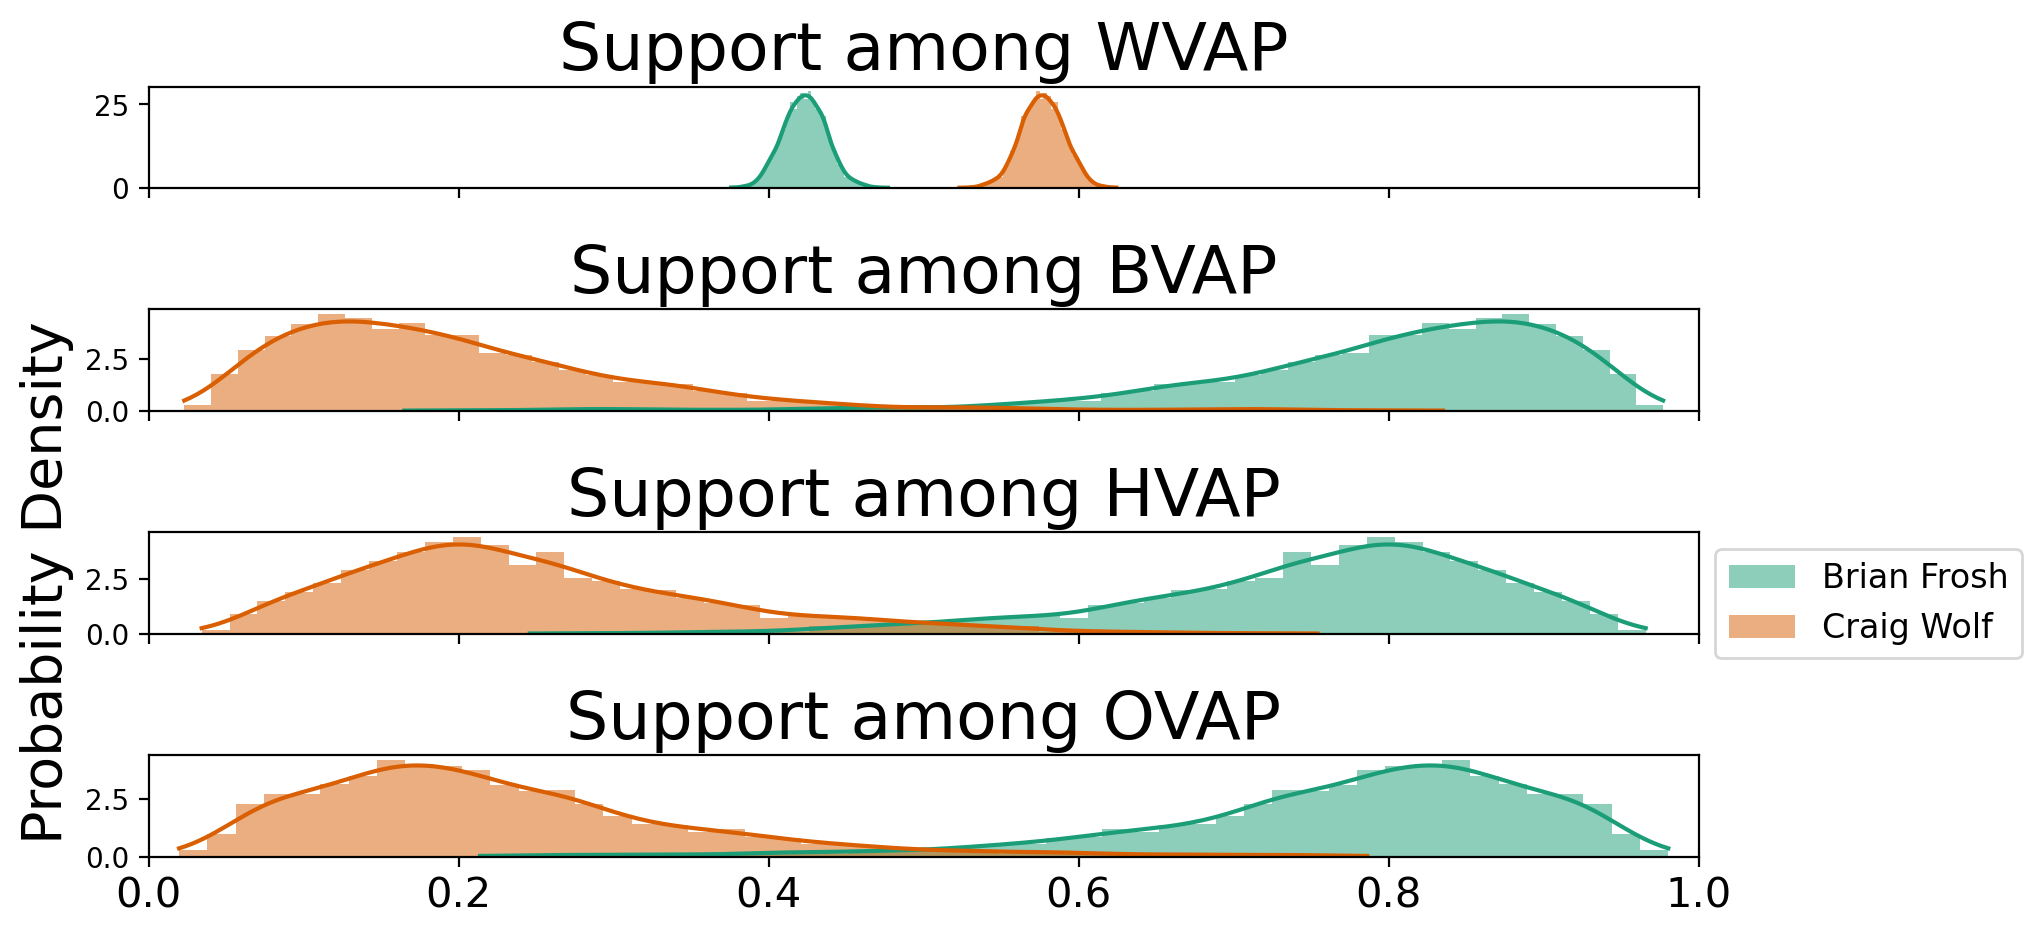 Support among WVAP
25
0
Support among BVAP
2.5
0.0
Support among HVAP
2.5
0.0
Support among OVAP
2.5
0.0
0.0 0.2 0.4 0.6 0.8 1.0
Probability Density
Brian Frosh
Craig Wolf